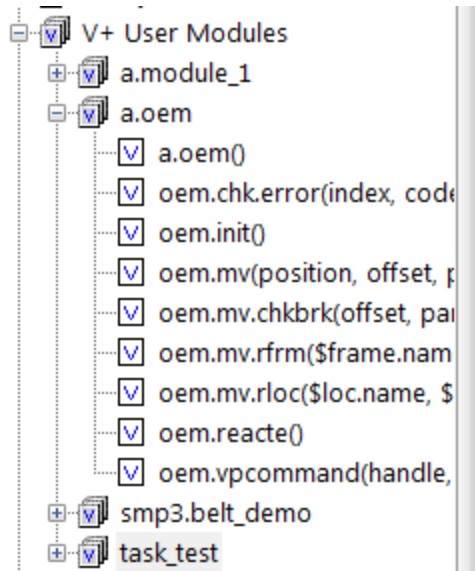 V+ User Modules
a.module_1
a.oem
a.oem()
oem.chk.error(index, code
oem.init()
oem.mv(position, offset, p
oem.mv.chkbrk(offset, par
oem.mv.rfrm($frame.nam
oem.mv.rloc($loc.name, $
oem.reacte()
oem.vpcommand(handle,
smp3.belt_demo
task_test